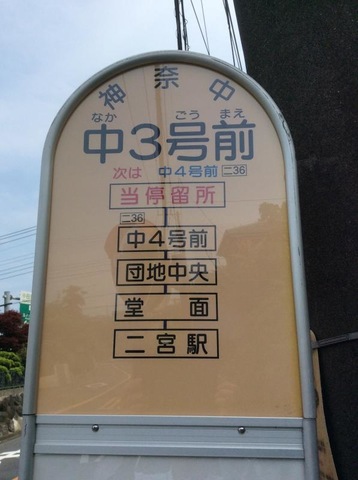 神奈中
なか ごう まえ
中3号前
次は 中4号前 二36
当停留所
二36
中4号前
団地中央
堂面
二宮駅